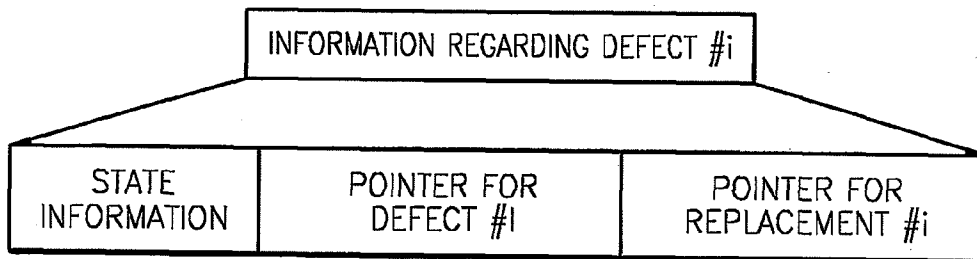 INFORMATION REGARDING DEFECT #i
STATE
INFORMATION
POINTER FOR
DEFECT #I
POINTER FOR
REPLACEMENT #i